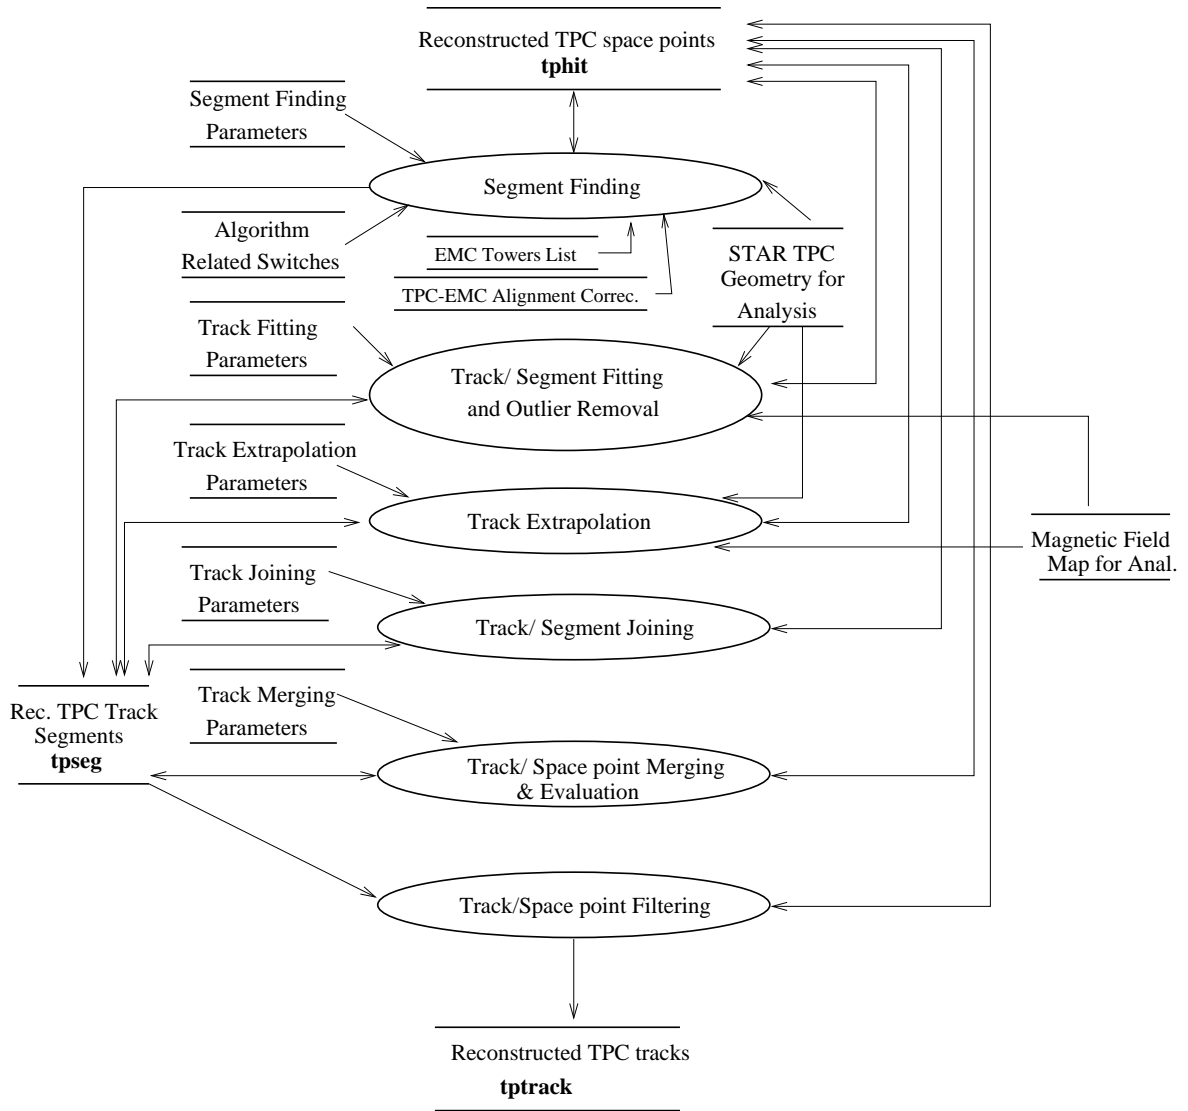 Reconstructed TPC space points
tphit
Segment Finding
Parameters
Segment Finding
Algorithm
Related Switches
EMC Towers List
TPC-EMC Alignment Correc.
STAR TPC
Geometry for
Analysis
Track Fitting
Parameters
Track/ Segment Fitting
and Outlier Removal
Track Extrapolation
Parameters
Track Extrapolation
Magnetic Field
Map for Anal.
Track Joining
Parameters
Track/ Segment Joining
Rec. TPC Track
Segments
tpseg
Track Merging
Parameters
Track/ Space point Merging
& Evaluation
Track/Space point Filtering
Reconstructed TPC tracks
tptrack